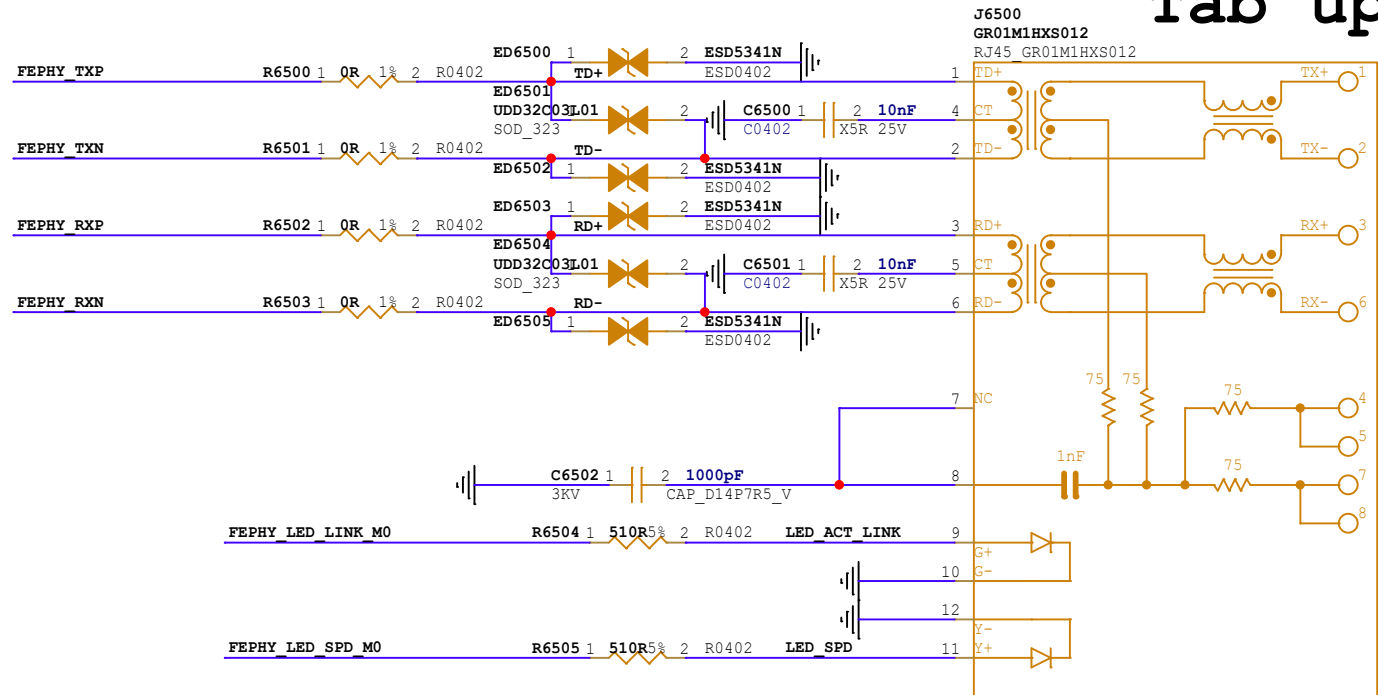 Tab up
J6500
GR01M1HXS012
RJ45_GR01M1HXS012
ED6500 1 2 ESD5341N
ESD0402
FEPHY_TXP R6500 1 0R 1% 2 R0402 TD+ 1 TD+ TX+ 1
ED6501
UDD32C03L01 1 2 C6500 1 2 10nF 4 CT
SOD_323 C0402 X5R 25V
FEPHY_TXN R6501 1 0R 1% 2 R0402 TD- 2 TD- TX- 2
ED6502 1 2 ESD5341N
ESD0402
ED6503 1 2 ESD5341N
ESD0402
FEPHY_RXP R6502 1 0R 1% 2 R0402 RD+ 3 RD+ RX+ 3
ED6504
UDD32C03L01 1 2 C6501 1 2 10nF 5 CT
SOD_323 C0402 X5R 25V
FEPHY_RXN R6503 1 0R 1% 2 R0402 RD- 6 RD- RX- 6
ED6505 1 2 ESD5341N
ESD0402
75 75 75
7 NC 4
5
1nF 75
C6502 1 2 1000pF 8 7
3KV CAP_D14P7R5_V
8
FEPHY_LED_LINK_M0 R6504 1 510R 5% 2 R0402 LED_ACT_LINK 9
G+
10 G-
12
Y-
FEPHY_LED_SPD_M0 R6505 1 510R 5% 2 R0402 LED_SPD 11 Y+